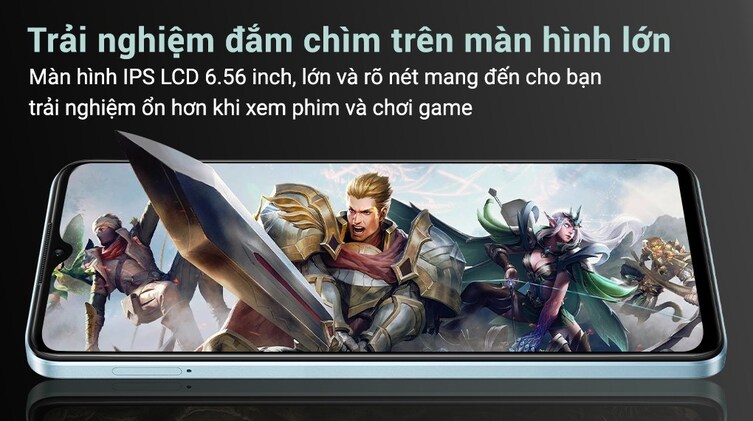 Trải nghiệm đắm chìm trên màn hình lớn
Màn hình IPS LCD 6.56 inch, lớn và rõ nét mang đến cho bạn
trải nghiệm ổn hơn khi xem phim và chơi game